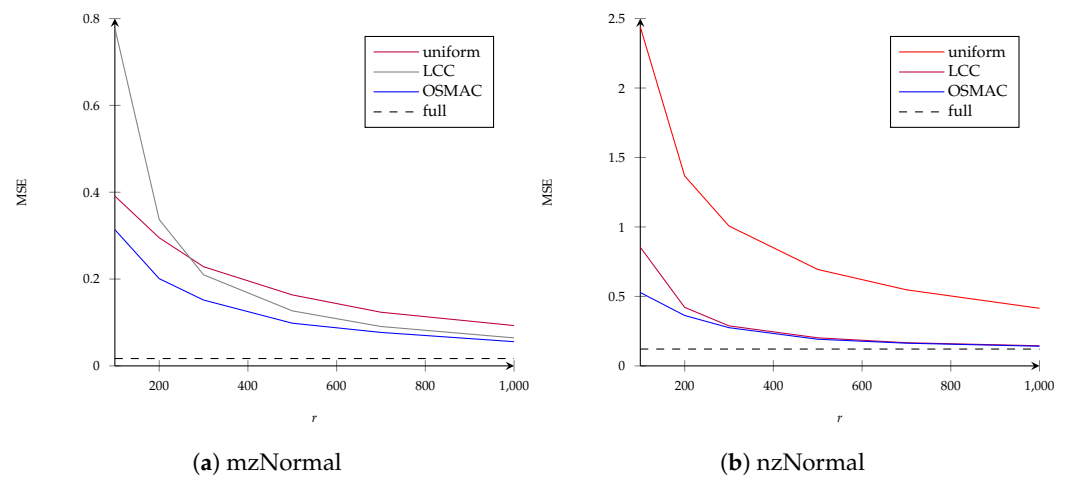 0.8
0.6
0.4
0.2
0
MSE
200
400
600
800
1,000
r
uniform
LCC
OSMAC
full
(a) mzNormal
2.5
2
1.5
1
0.5
0
MSE
200
400
600
800
1,000
r
uniform
LCC
OSMAC
full
(b) nzNormal